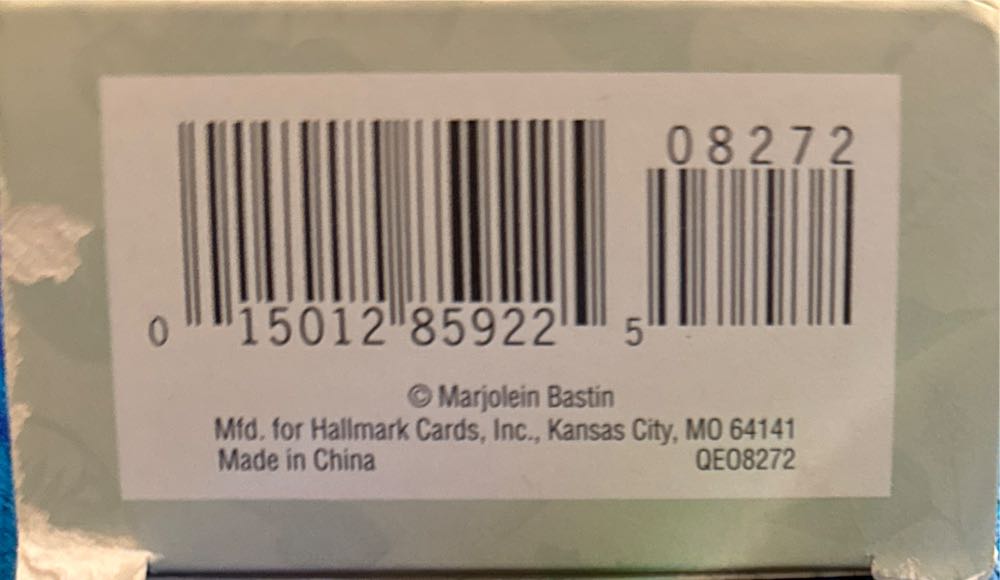 08272
0 15012 85922 5
© Marjolein Bastin
Mfd. for Hallmark Cards, Inc., Kansas City, MO 64141
Made in China QEO8272